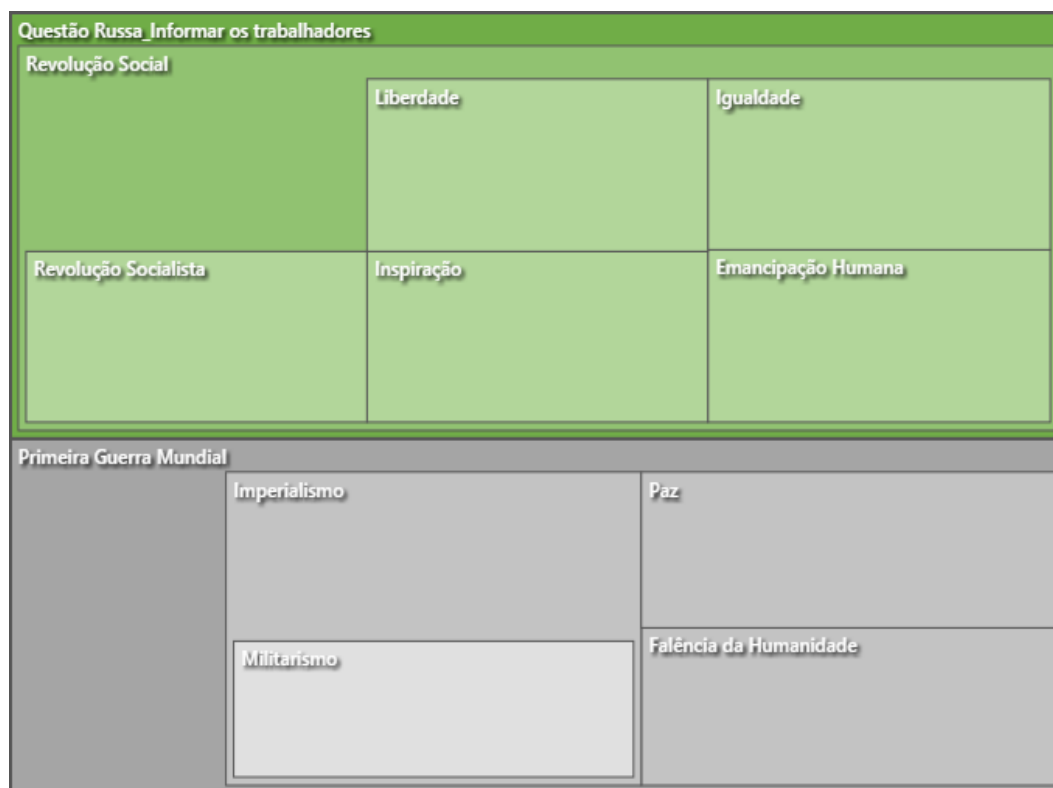 Questão Russa_Informar os trabalhadores
Revolução Social
Liberdade
Igualdade
Revolução Socialista
Inspiração
Emancipação Humana
Primeira Guerra Mundial
Imperialismo
Paz
Militarismo
Falência da Humanidade